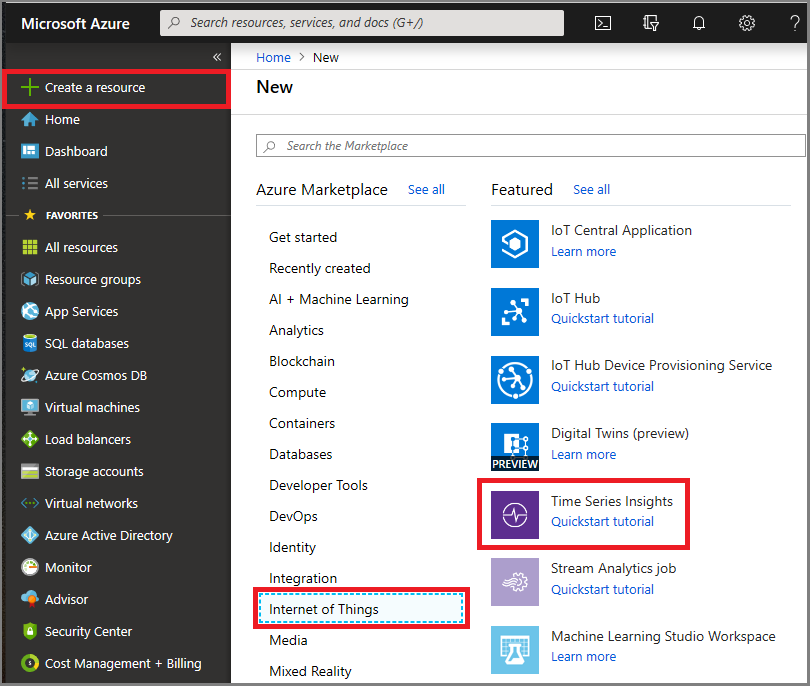 Microsoft Azure
Search resources, services, and docs (G+/)
?
«
Create a resource
Home
Dashboard
All services
FAVORITES
All resources
Resource groups
App Services
SQL
SQL databases
Azure Cosmos DB
Virtual machines
Load balancers
Storage accounts
Virtual networks
Azure Active Directory
Monitor
Advisor
Security Center
Cost Management + Billing
Home > New
New
Search the Marketplace
Azure Marketplace See all
Get started
Recently created
AI + Machine Learning
Analytics
Blockchain
Compute
Containers
Databases
Developer Tools
DevOps
Identity
Integration
Internet of Things
Media
Mixed Reality
Featured See all
IoT Central Application
Learn more
IoT Hub
Quickstart tutorial
IoT Hub Device Provisioning Service
Quickstart tutorial
Digital Twins (preview)
PREVIEW
Learn more
Time Series Insights
Quickstart tutorial
Stream Analytics job
Quickstart tutorial
Machine Learning Studio Workspace
Learn more